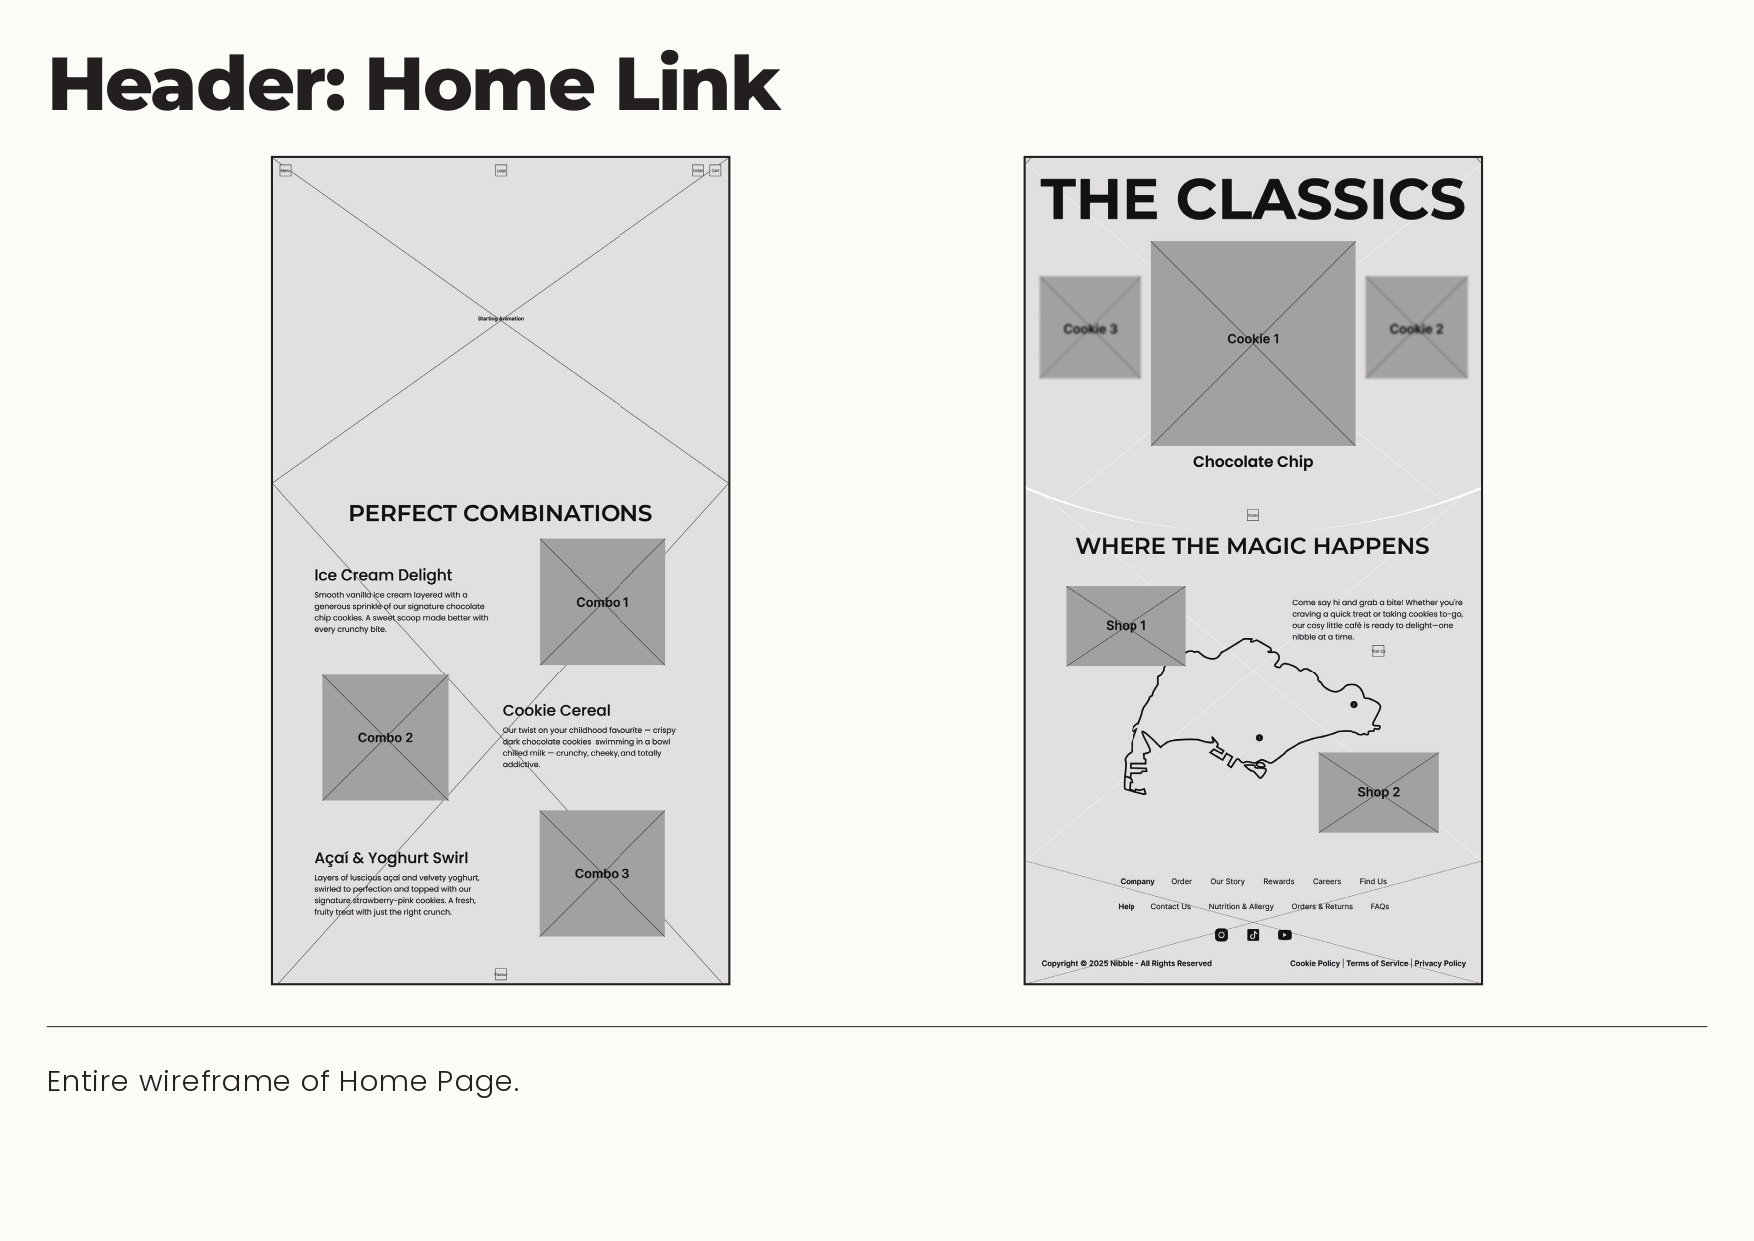 Header: Home Link
Menu
Logo
Order
Cart
Starting Animation
PERFECT COMBINATIONS
Ice Cream Delight
Smooth vanilla ice cream layered with a
generous sprinkle of our signature chocolate
chip cookies. A sweet scoop made better with
every crunchy bite.
Combo 1
Combo 2
Cookie Cereal
Our twist on your childhood favourite — crispy
dark chocolate cookies swimming in a bowl
chilled milk — crunchy, cheeky, and totally
addictive.
Açaí & Yoghurt Swirl
Layers of luscious açaí and velvety yoghurt,
swirled to perfection and topped with our
signature strawberry-pink cookies. A fresh,
fruity treat with just the right crunch.
Combo 3
THE CLASSICS
Cookie 3
Cookie 1
Cookie 2
Chocolate Chip
Order
WHERE THE MAGIC HAPPENS
Shop 1
Come say hi and grab a bite! Whether you're
craving a quick treat or taking cookies to-go,
our cosy little café is ready to delight—one
nibble at a time.
Visit Us
Shop 2
Company Order Our Story Rewards Careers Find Us
Help Contact Us Nutrition & Allergy Orders & Returns FAQs
Copyright © 2025 Nibble - All Rights Reserved
Cookie Policy | Terms of Service | Privacy Policy
Entire wireframe of Home Page.